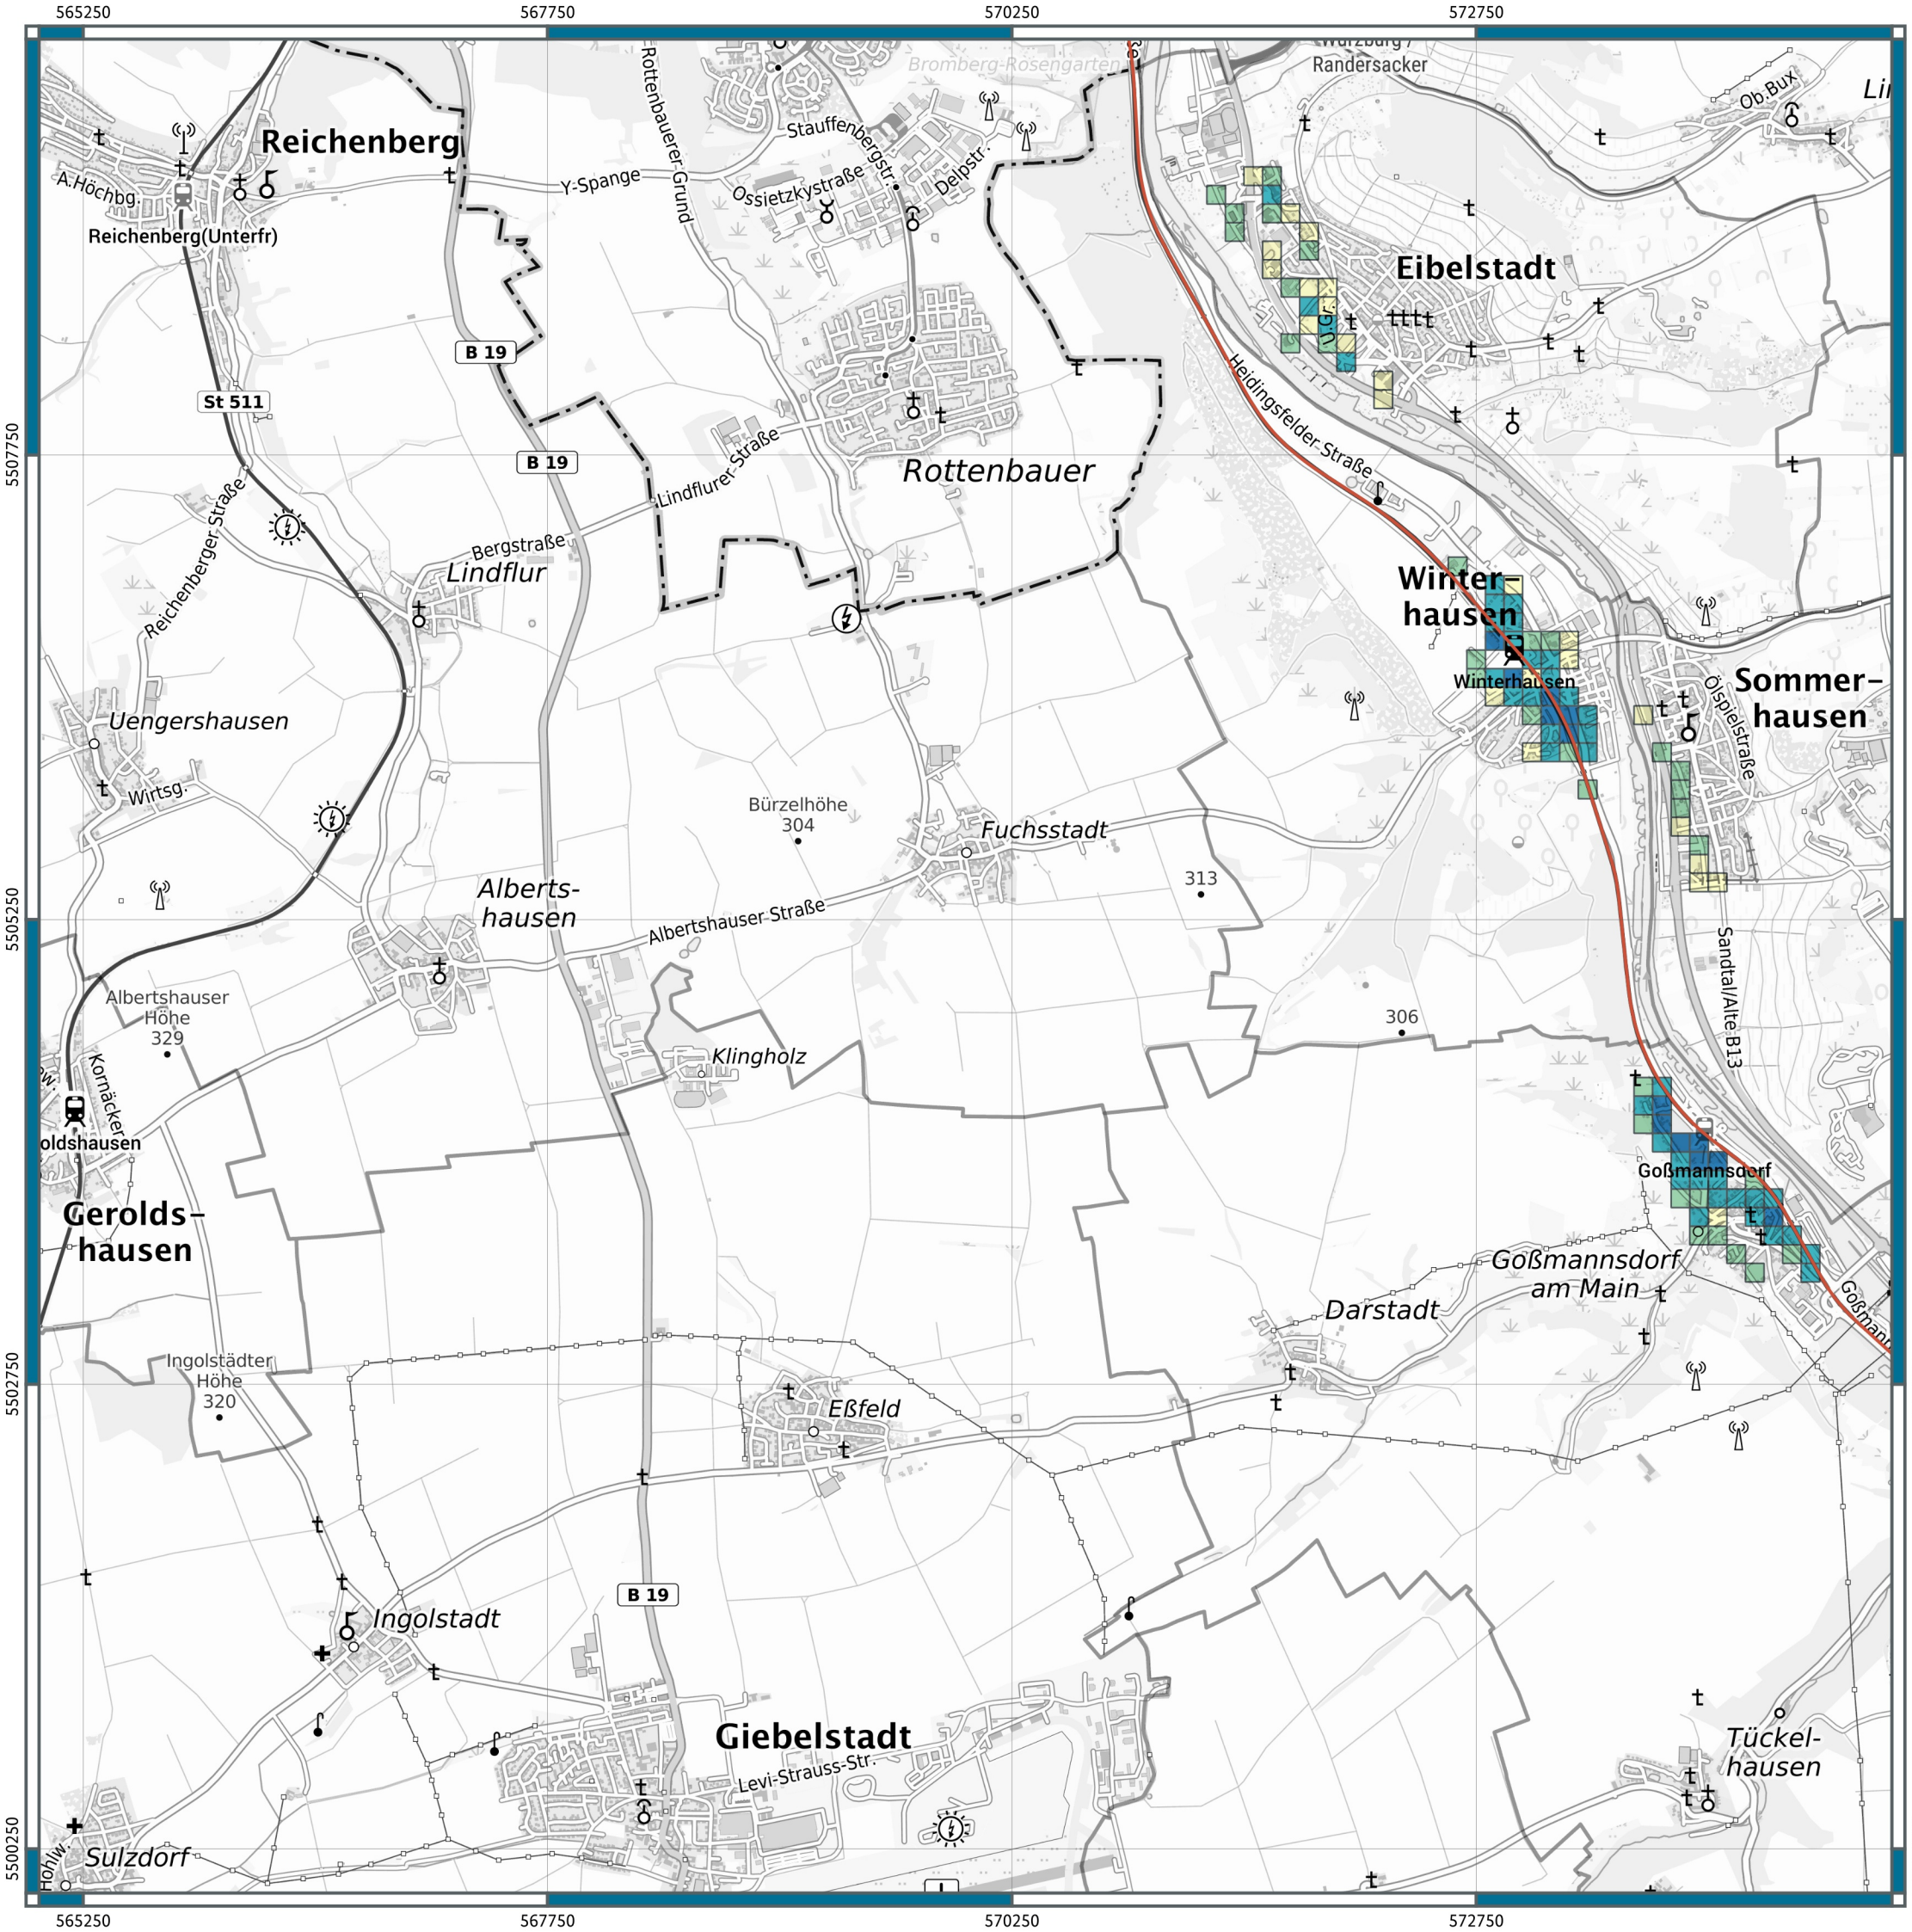 565250
567750
570250
572750
Würzburg /
Randersacker
Bromberg-Rosengarten
Ob.Bux
Reichenberg
A.Höchbg.
Reichenberg(Unterfr)
Y-Spange
Rottenbauerer-Grund
Stauffenbergstr.
Ossietzkystraße
Delpstr.
Eibelstadt
U.Gr.
B 19
St 511
Heidingsfelder-Straße
5507750
B 19
Rottenbauer
Lindflurer-Straße
Reichenberger-Straße
Bergstraße
Lindflur
Winter-
hausen
Winterhausen
Sommer-
hausen
Ölspielstraße
Uengershausen
Wirtsg.
Bürzelhöhe
304
Fuchsstadt
313
Alberts-
hausen
Albertshauser-Straße
5505250
Sandtal/Alte-B13
Albertshauser
Höhe
329
306
Kornäcker
Klingholz
oldshausen
Gerolds-
hausen
Goßmannsdorf
Goßmannsdorf
am Main
Goßmann
Darstadt
Ingolstädter
Höhe
320
5502750
Eßfeld
B 19
Ingolstadt
Giebelstadt
Levi-Strauss-Str.
Tückel-
hausen
Sulzdorf
Hohlw.
5500250
565250
567750
570250
572750